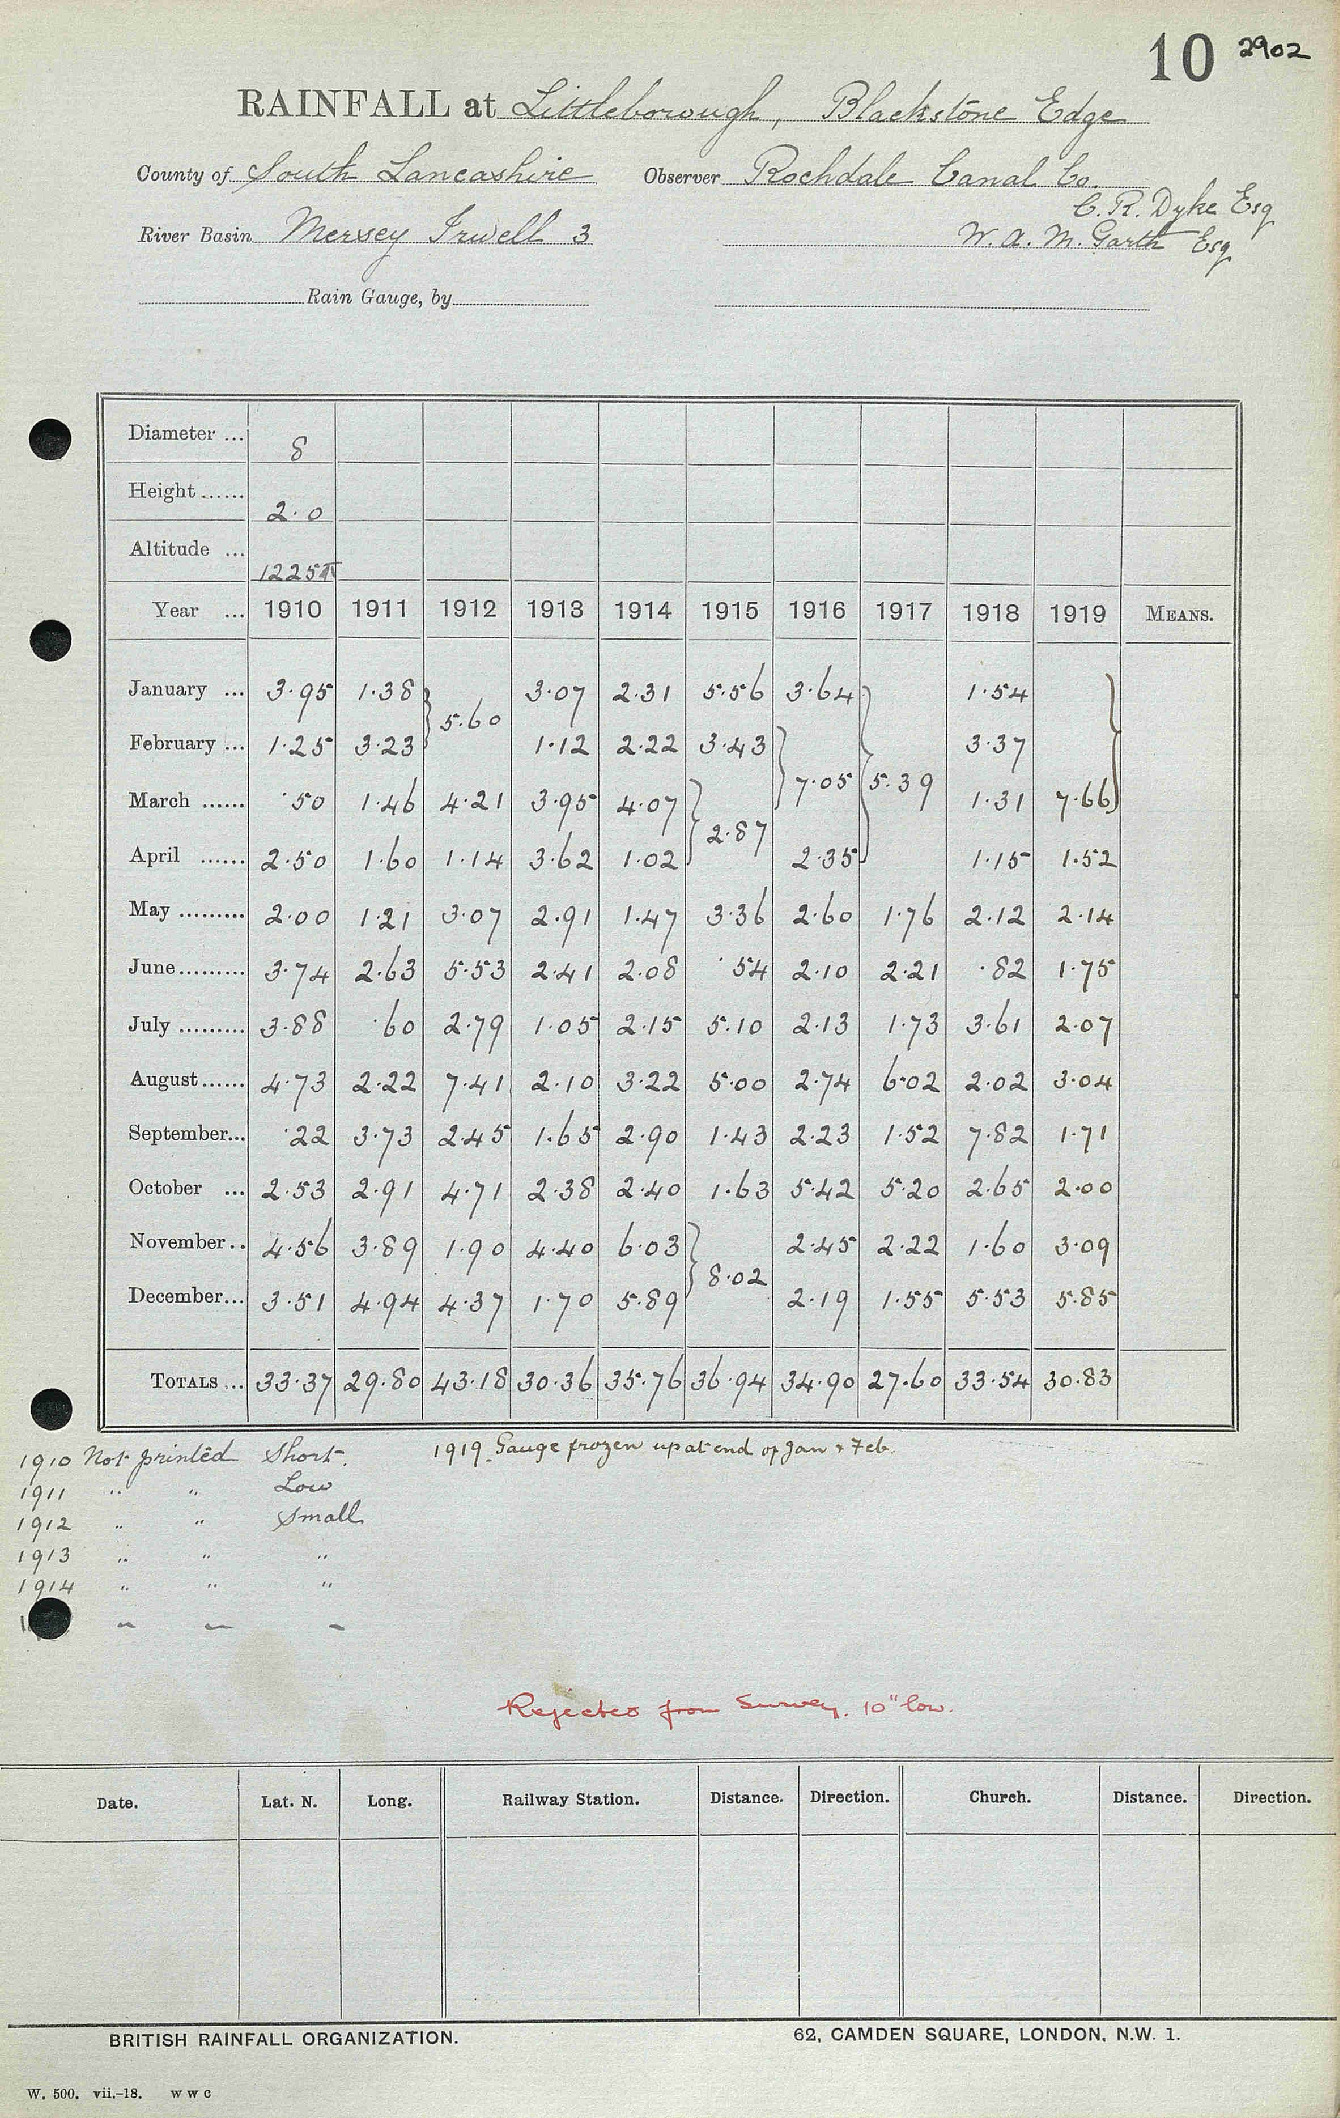 10 2902
RAINFALL at Littleborough, Blackstone Edge
County of South Lancashire Observer Rochdale Canal Co.
C. R. Dyke Esq
River Basin Mersey Irwell 3 W. A. M. Garth Esq
Rain Gauge, by
Diameter ... 8
Height ...... 2.0
Altitude ... 1225 ft
Year ... 1910 1911 1912 1913 1914 1915 1916 1917 1918 1919 MEANS.
January ... 3.95 1.38 3.07 2.31 5.56 3.64 1.54
5.60
February ... 1.25 3.23 1.12 2.22 3.43 3.37
7.05 5.39
March ...... .50 1.46 4.21 3.95 4.07 1.31 7.66
2.87
April ...... 2.50 1.60 1.14 3.62 1.02 2.35 1.15 1.52
May ......... 2.00 1.21 3.07 2.91 1.47 3.36 2.60 1.76 2.12 2.14
June ......... 3.74 2.63 5.53 2.41 2.08 .54 2.10 2.21 .82 1.75
July ......... 3.88 .60 2.79 1.05 2.15 5.10 2.13 1.73 3.61 2.07
August ...... 4.73 2.22 7.41 2.10 3.22 5.00 2.74 6.02 2.02 3.04
September... .22 3.73 2.45 1.65 2.90 1.43 2.23 1.52 7.82 1.71
October ... 2.53 2.91 4.71 2.38 2.40 1.63 5.42 5.20 2.65 2.00
November.. 4.56 3.89 1.90 4.40 6.03 2.45 2.22 1.60 3.09
8.02
December... 3.51 4.94 4.37 1.70 5.89 2.19 1.55 5.53 5.85
TOTALS ... 33.37 29.80 43.18 30.36 35.76 36.94 34.90 27.60 33.54 30.83
1910 Not printed Short. 1919 Gauge frozen up at end of Jan & Feb.
1911 " " Low
1912 " " Small
1913 " " "
1914 " " "
" " "
Rejected from Survey. 10" low.
Date. Lat. N. Long. Railway Station. Distance. Direction. Church. Distance. Direction.
BRITISH RAINFALL ORGANIZATION. 62, CAMDEN SQUARE, LONDON, N.W. 1.
W. 500. vii.-18. W W C